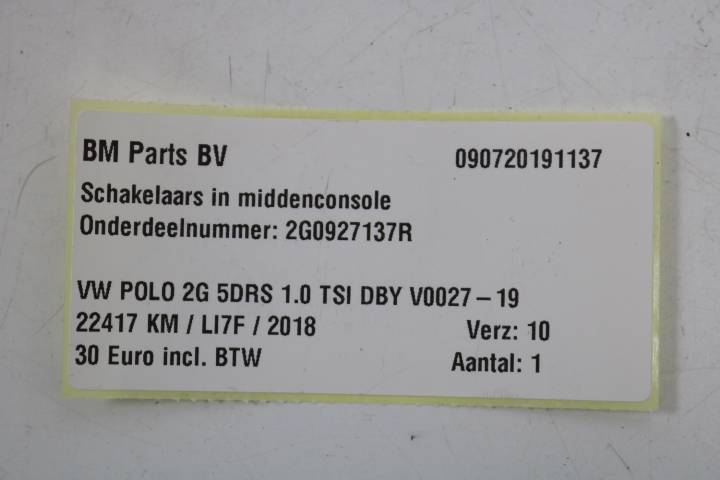 BM Parts BV 090720191137
Schakelaars in middenconsole
Onderdeelnummer: 2G0927137R
VW POLO 2G 5DRS 1.0 TSI DBY V0027 – 19
22417 KM / LI7F / 2018 Verz: 10
30 Euro incl. BTW Aantal: 1